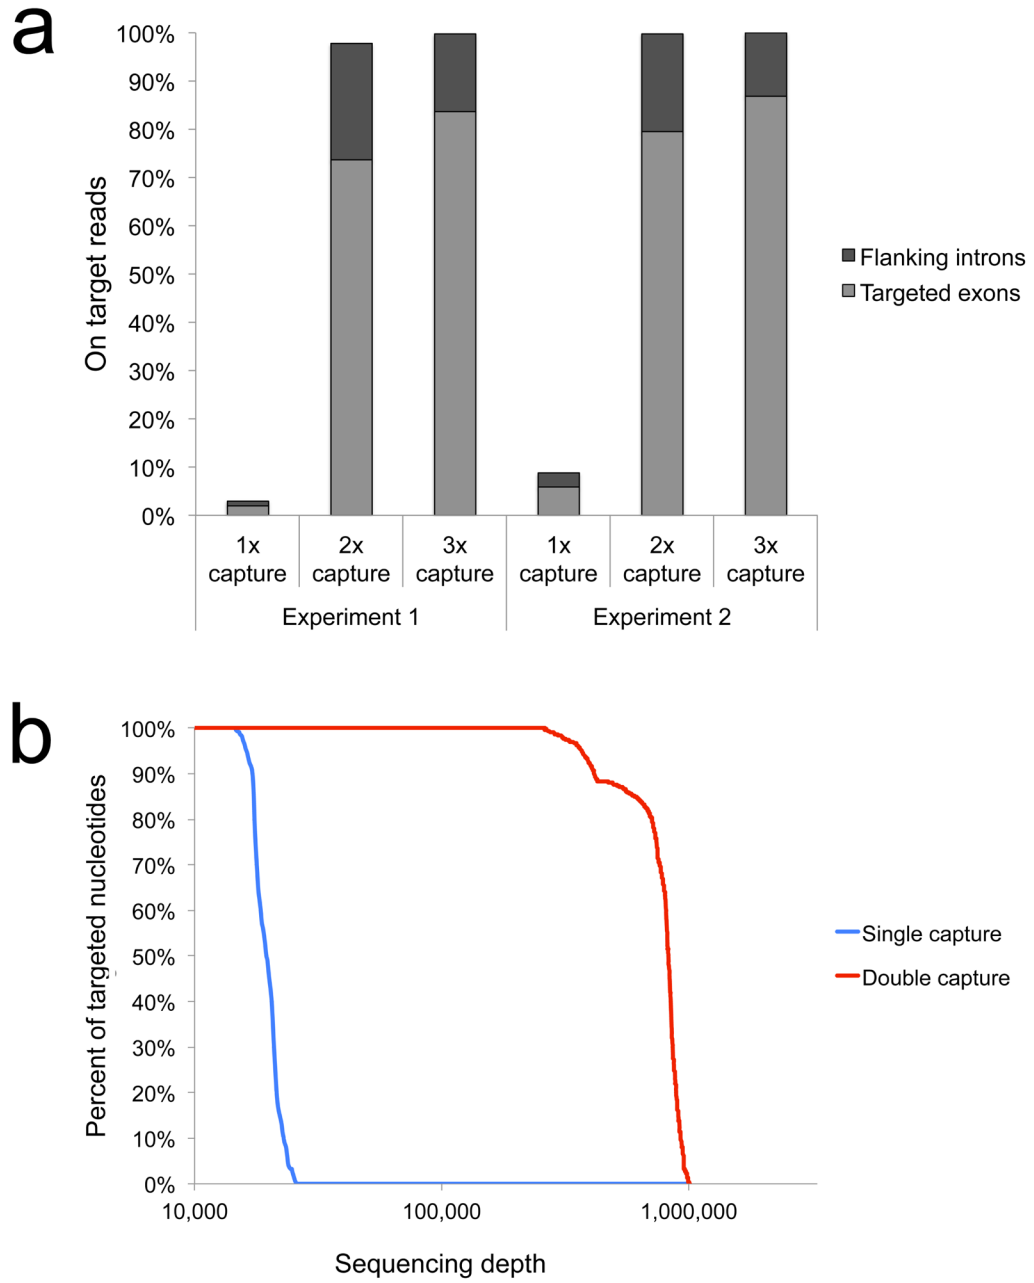 a
100%
90%
80%
70%
60%
50%
40%
30%
20%
10%
0%
On target reads
Flanking introns
Targeted exons
1x capture
2x capture
3x capture
1x capture
2x capture
3x capture
Experiment 1
Experiment 2
b
100%
90%
80%
70%
60%
50%
40%
30%
20%
10%
0%
Percent of targeted nucleotides
Single capture
Double capture
10,000
100,000
1,000,000
Sequencing depth